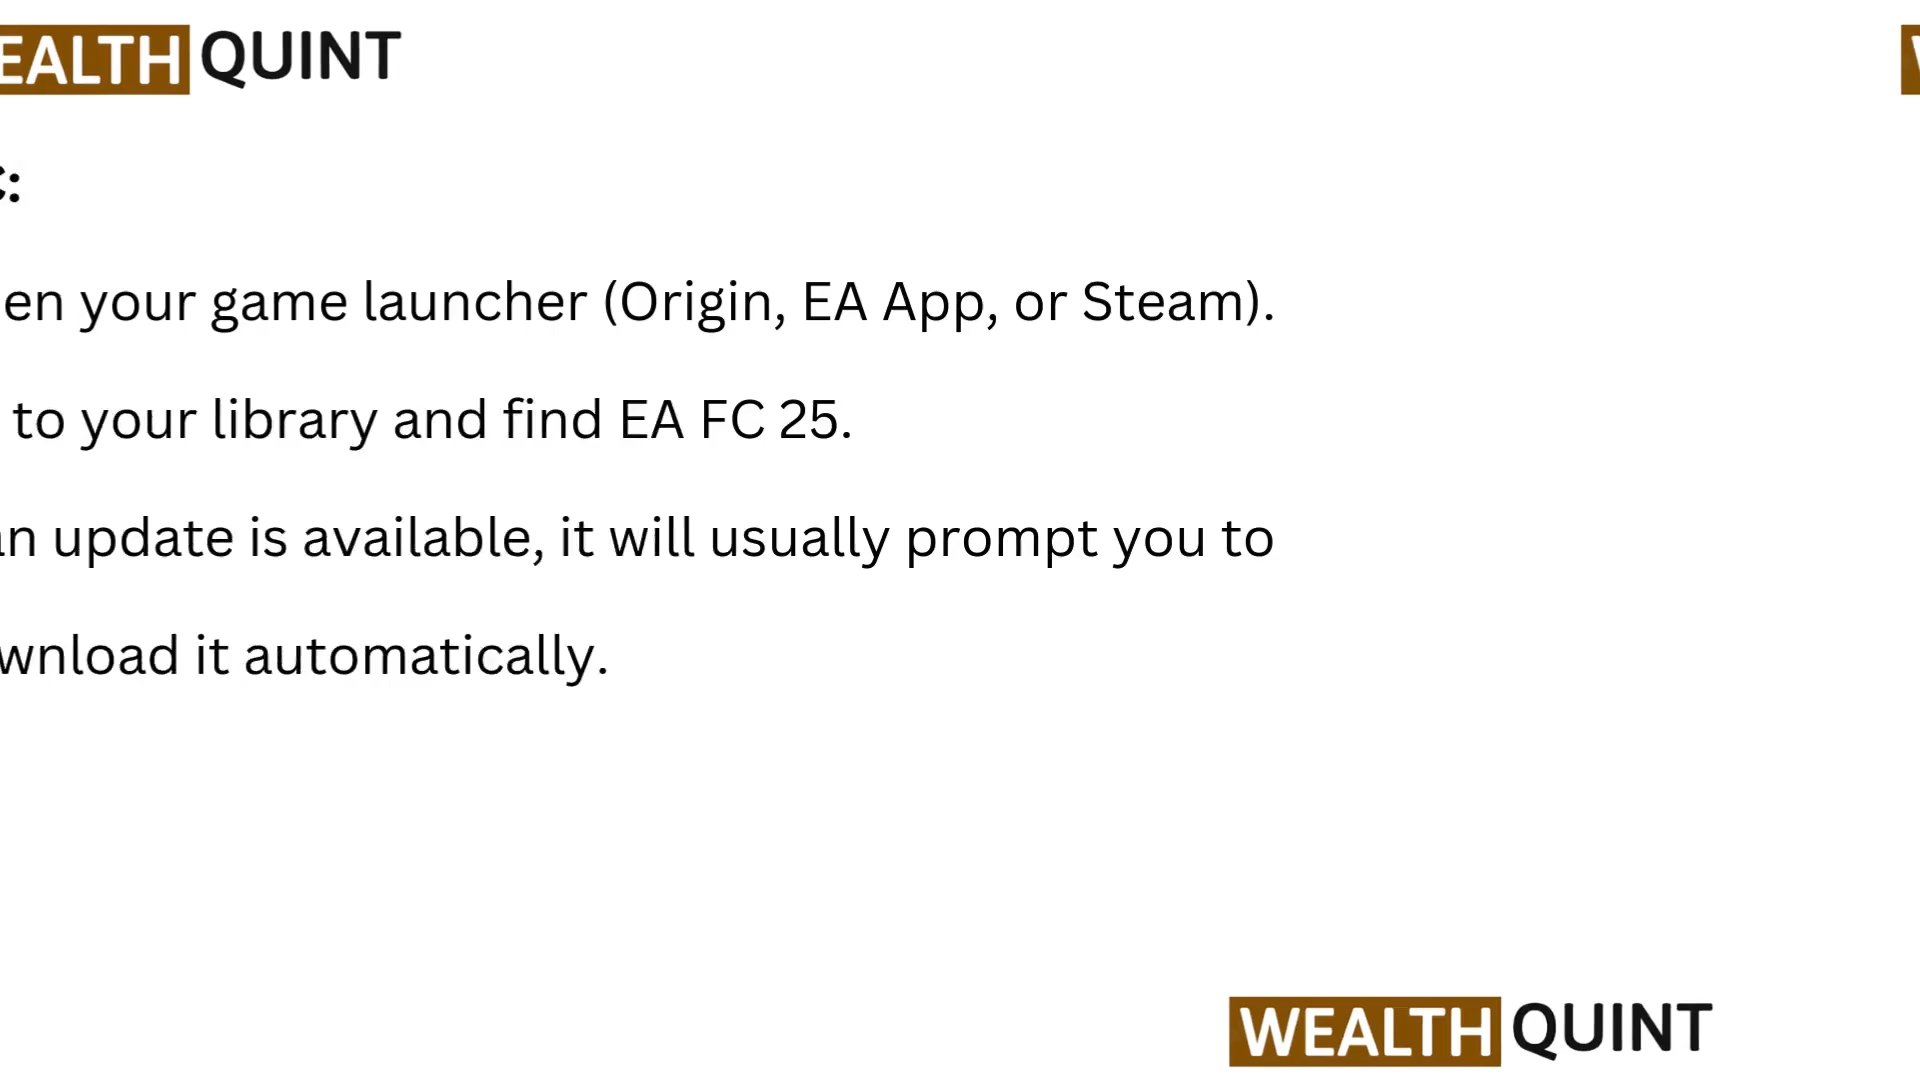 EALTH QUINT
:
en your game launcher (Origin, EA App, or Steam).
to your library and find EA FC 25.
an update is available, it will usually prompt you to
wnload it automatically.
WEALTH QUINT